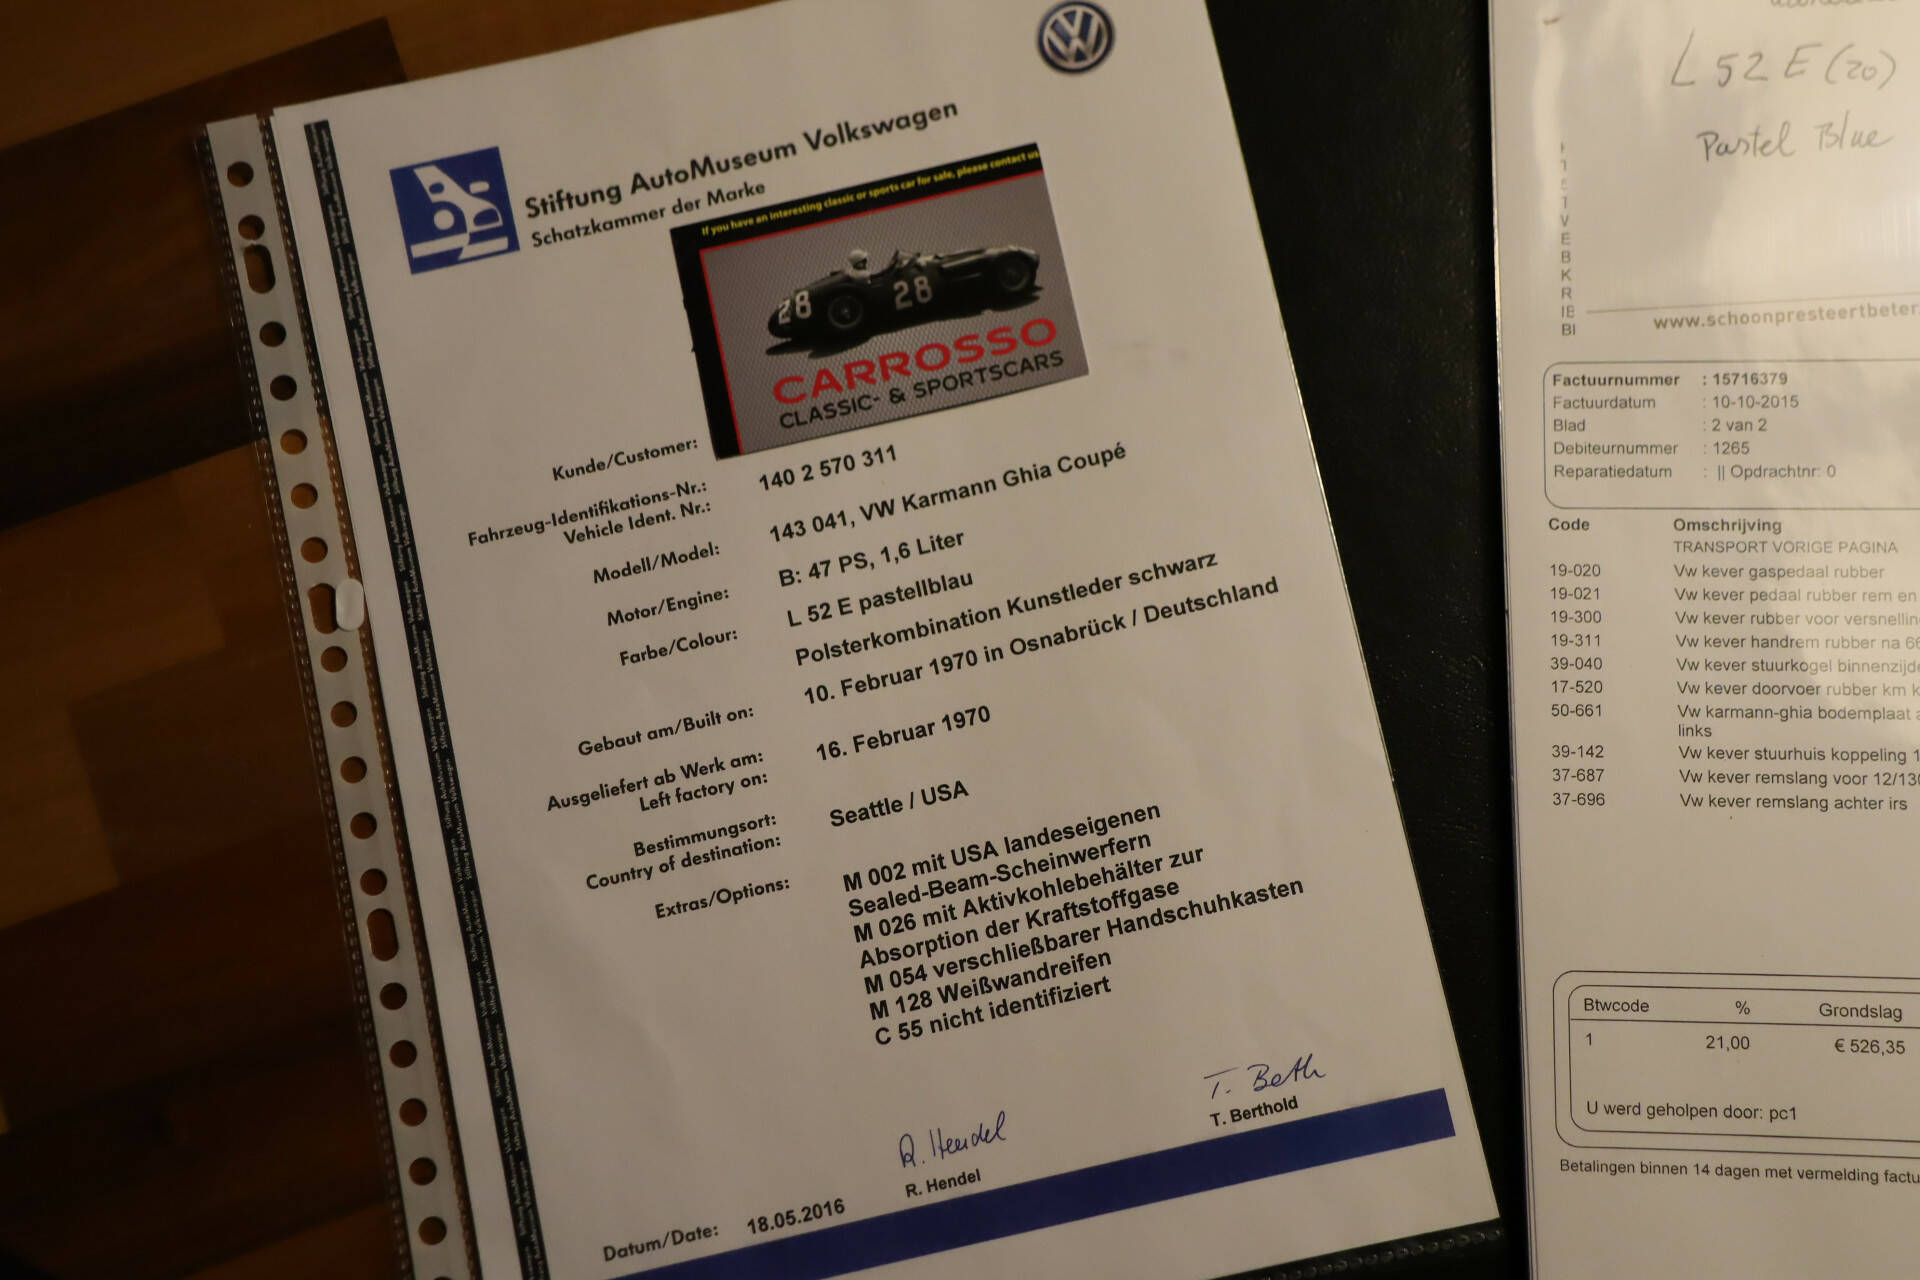 Stiftung AutoMuseum Volkswagen
Schatzkammer der Marke
If you have an interesting classic or sports car for sale, please contact us
28
28
CARROSSO
CLASSIC- & SPORTSCARS
Kunde/Customer:
Fahrzeug-Identifikations-Nr.: 140 2 570 311
Vehicle Ident. Nr.:
Modell/Model: 143 041, VW Karmann Ghia Coupé
Motor/Engine: B: 47 PS, 1,6 Liter
Farbe/Colour: L 52 E pastellblau
Polsterkombination Kunstleder schwarz
Gebaut am/Built on: 10. Februar 1970 in Osnabrück / Deutschland
Ausgeliefert ab Werk am: 16. Februar 1970
Left factory on:
Bestimmungsort: Seattle / USA
Country of destination:
Extras/Options: M 002 mit USA landeseigenen
Sealed-Beam-Scheinwerfern
M 026 mit Aktivkohlebehälter zur
Absorption der Kraftstoffgase
M 054 verschließbarer Handschuhkasten
M 128 Weißwandreifen
C 55 nicht identifiziert
R. Hendel
T. Berthold
Datum/Date: 18.05.2016
L 52 E (20)
Pastel Blue
V
E
B
K
R
IE
BI
www.schoonpresteertbeter.
Factuurnummer : 15716379
Factuurdatum : 10-10-2015
Blad : 2 van 2
Debiteurnummer : 1265
Reparatiedatum : || Opdrachtnr: 0
Code Omschrijving
TRANSPORT VORIGE PAGINA
19-020 Vw kever gaspedaal rubber
19-021 Vw kever pedaal rubber rem en
19-300 Vw kever rubber voor versnellin
19-311 Vw kever handrem rubber na 66
39-040 Vw kever stuurkogel binnenzijde
17-520 Vw kever doorvoer rubber km k
50-661 Vw karmann-ghia bodemplaat a
links
39-142 Vw kever stuurhuis koppeling 1
37-687 Vw kever remslang voor 12/130
37-696 Vw kever remslang achter irs
Btwcode % Grondslag
1 21,00 € 526,35
U werd geholpen door: pc1
Betalingen binnen 14 dagen met vermelding factu